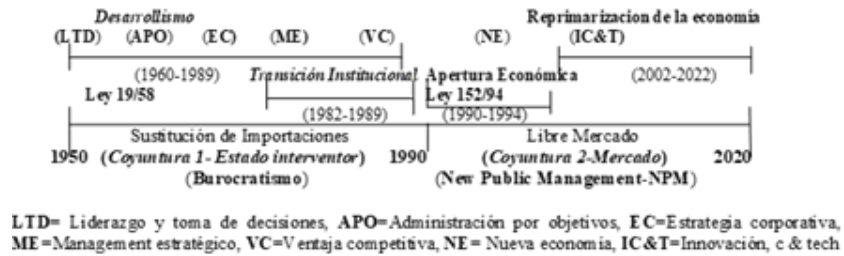 Desarrollismo Reprimarizacion de la economía
(LTD) (APO) (EC) (ME) (VC) (NE) (IC&T)
(1960-1989) Transición Institucional Apertura Económica (2002-2022)
Ley 19/58 Ley 152/94
(1982-1989) (1990-1994)
Sustitución de Importaciones Libre Mercado
1950 (Coyuntura 1- Estado interventor) 1990 (Coyuntura 2-Mercado) 2020
(Burocratismo) (New Public Management-NPM)
LTD= Liderazgo y toma de decisiones, APO=Administración por objetivos, EC=Estrategia corporativa,
ME=Management estratégico, VC=Ventaja competitiva, NE= Nueva economía, IC&T=Innovación, c & tech